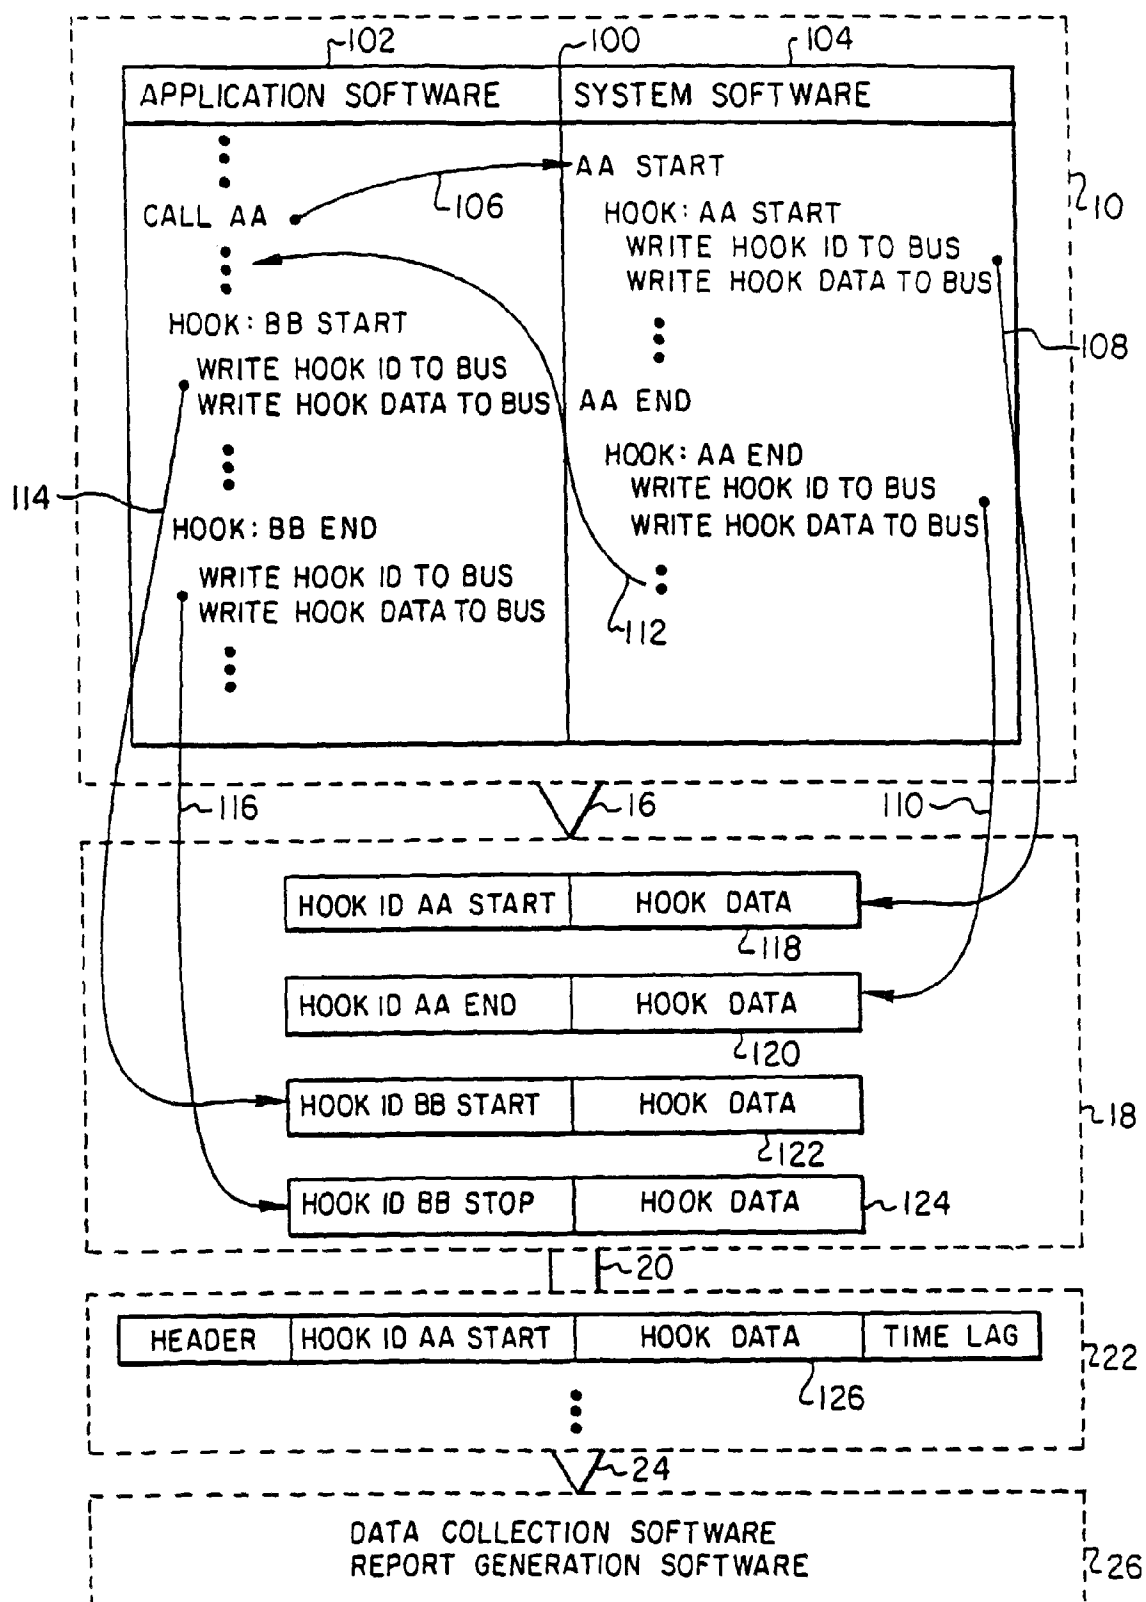 102
100
104
APPLICATION SOFTWARE
SYSTEM SOFTWARE
CALL AA
106
HOOK: BB START
WRITE HOOK ID TO BUS
WRITE HOOK DATA TO BUS
114
HOOK: BB END
WRITE HOOK ID TO BUS
WRITE HOOK DATA TO BUS
AA START
HOOK: AA START
WRITE HOOK ID TO BUS
WRITE HOOK DATA TO BUS
10
108
AA END
HOOK: AA END
WRITE HOOK ID TO BUS
WRITE HOOK DATA TO BUS
112
116
16
110
HOOK ID AA START HOOK DATA
118
HOOK ID AA END HOOK DATA
120
HOOK ID BB START HOOK DATA
122
18
HOOK ID BB STOP HOOK DATA
124
20
HEADER HOOK ID AA START HOOK DATA TIME LAG
126
222
24
DATA COLLECTION SOFTWARE
REPORT GENERATION SOFTWARE
26